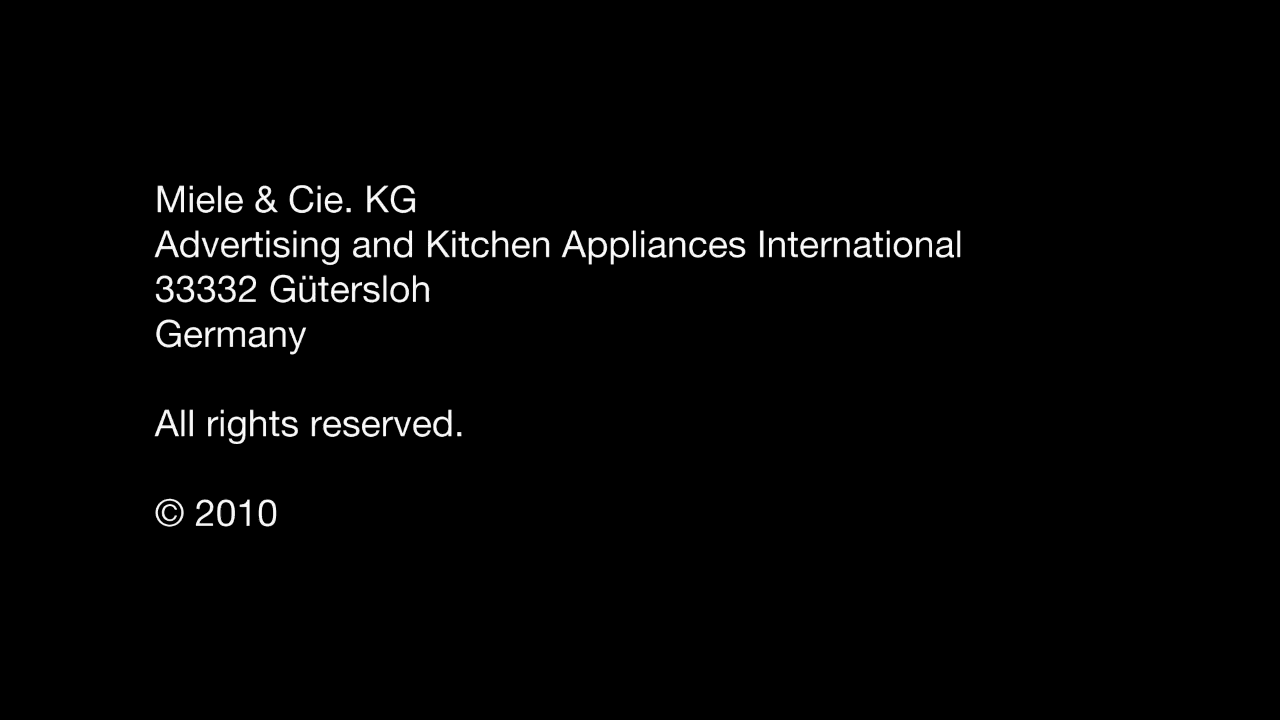 Miele & Cie. KG
Advertising and Kitchen Appliances International
33332 Gütersloh
Germany
All rights reserved.
© 2010